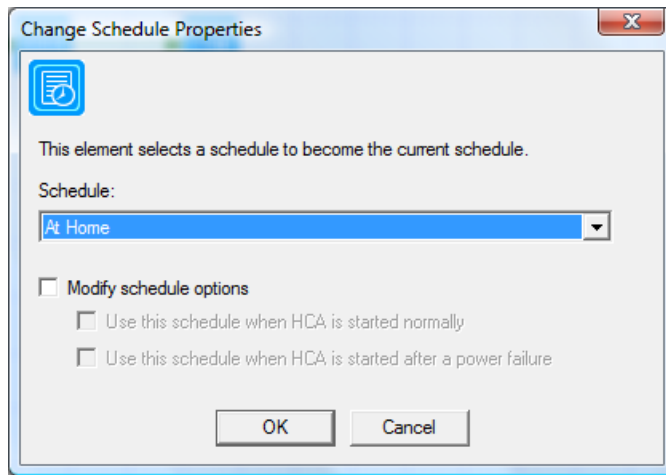 Change Schedule Properties
This element selects a schedule to become the current schedule.
Schedule:
At Home
Modify schedule options
Use this schedule when HCA is started normally
Use this schedule when HCA is started after a power failure
OK Cancel